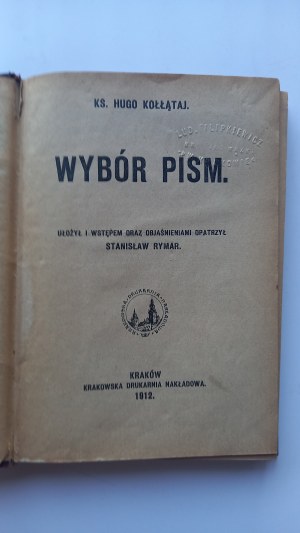 KS. HUGO KOŁŁĄTAJ.
WYBÓR PISM.
UŁOŻYŁ I WSTĘPEM ORAZ OBJAŚNIENIAMI OPATRZYŁ
STANISŁAW RYMAR.
KRAKÓW
KRAKOWSKA DRUKARNIA NAKŁADOWA.
1912.